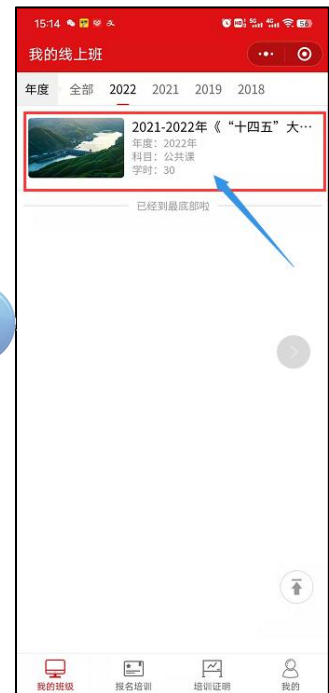 15:14
我的线上班
年度 全部 2022 2021 2019 2018
2021-2022年《“十四五”大…
年度：2022年
科目：公共课
学时：30
已经到最底部啦
我的班级 报名培训 培训证明 我的